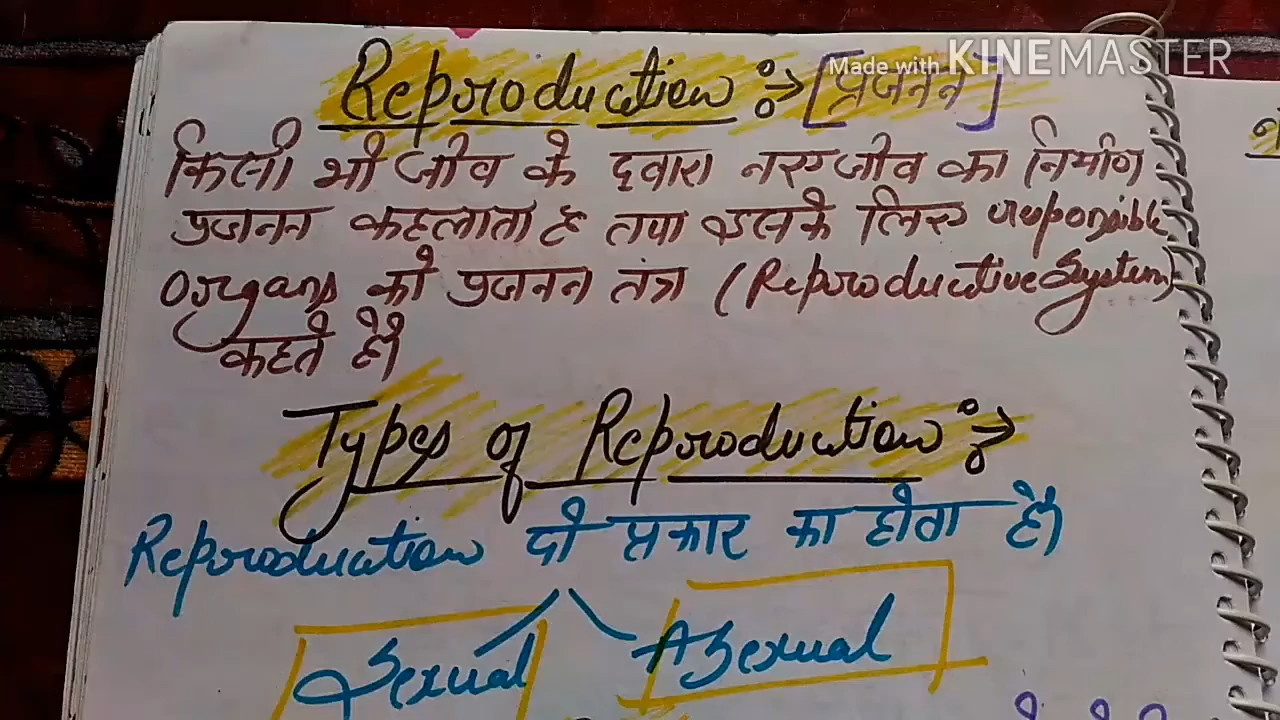 Made with KINEMASTER
Reproduction :→ [प्रजनन]
किसी भी जीव के द्वारा नए जीव का निर्माण
प्रजनन कहलाता है तथा इसके लिए responsible
Organs को प्रजनन तंत्र (Reproductive System)
कहते है।
Types of Reproduction :→
Reproduction दो प्रकार का होता है।
Sexual Asexual